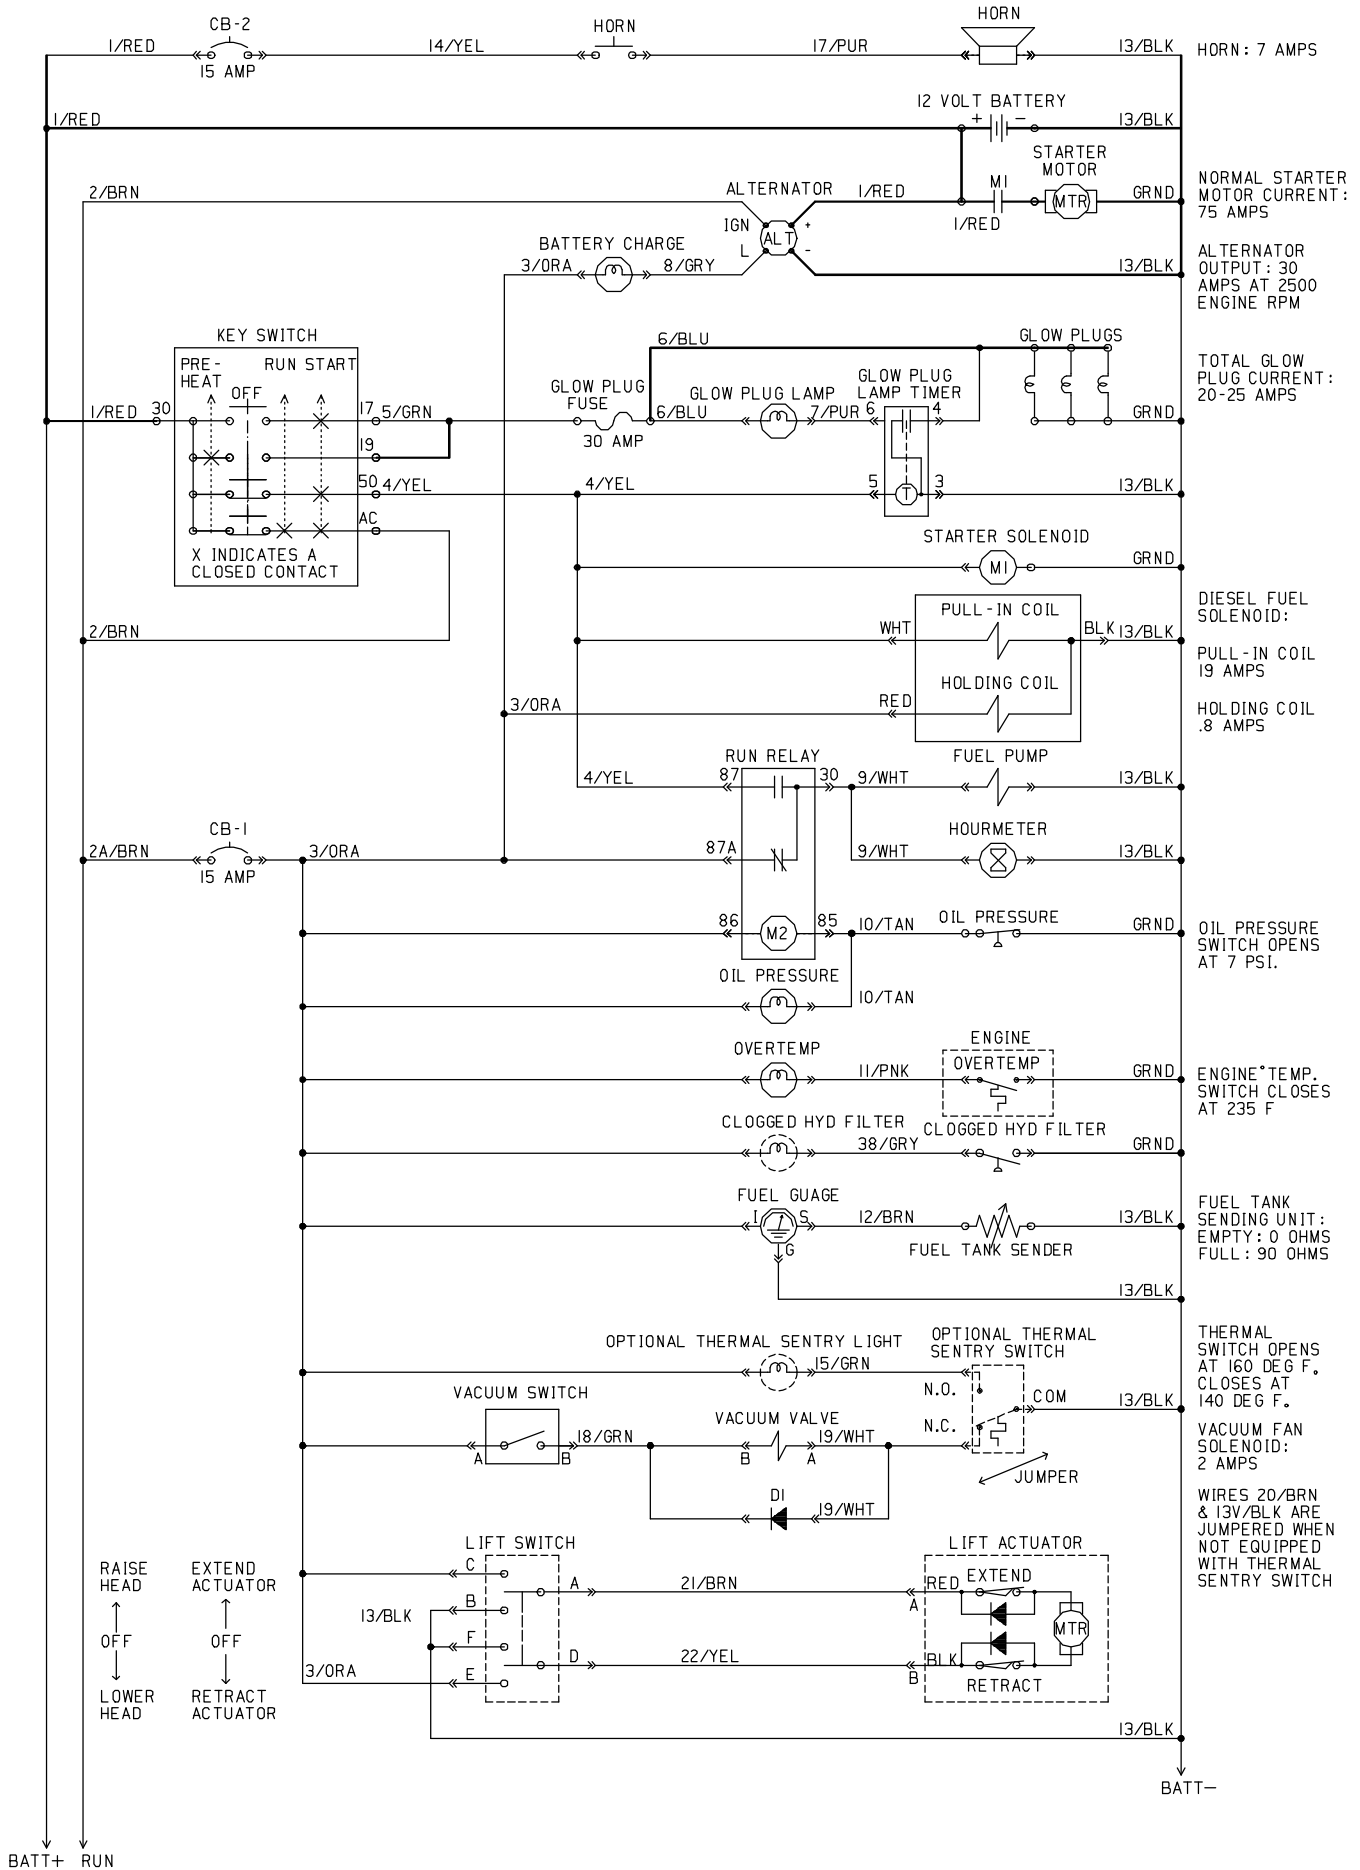 CB-2
HORN
HORN
1/RED
14/YEL
17/PUR
13/BLK
HORN: 7 AMPS
15 AMP
12 VOLT BATTERY
1/RED
+
−
13/BLK
STARTER
MOTOR
2/BRN
ALTERNATOR
1/RED
M1
MTR
GRND
NORMAL STARTER
MOTOR CURRENT:
75 AMPS
1/RED
IGN
ALT
+
-
L
BATTERY CHARGE
3/ORA
8/GRY
13/BLK
ALTERNATOR
OUTPUT: 30
AMPS AT 2500
ENGINE RPM
KEY SWITCH
6/BLU
GLOW PLUGS
PRE-
HEAT
OFF
RUN START
GLOW PLUG
FUSE
GLOW PLUG LAMP
GLOW PLUG
LAMP TIMER
TOTAL GLOW
PLUG CURRENT:
20-25 AMPS
1/RED
30
17
5/GRN
30 AMP
6/BLU
7/PUR
6
4
GRND
19
50
4/YEL
4/YEL
5
T
3
13/BLK
AC
X INDICATES A
CLOSED CONTACT
STARTER SOLENOID
M1
GRND
2/BRN
PULL-IN COIL
WHT
BLK
13/BLK
DIESEL FUEL
SOLENOID:
PULL-IN COIL
19 AMPS
HOLDING COIL
.8 AMPS
3/ORA
HOLDING COIL
RED
RUN RELAY
FUEL PUMP
4/YEL
87
30
9/WHT
13/BLK
CB-1
HOURMETER
2A/BRN
15 AMP
3/ORA
87A
9/WHT
13/BLK
86
M2
85
10/TAN
OIL PRESSURE
GRND
OIL PRESSURE
SWITCH OPENS
AT 7 PSI.
OIL PRESSURE
10/TAN
OVERTEMP
ENGINE
OVERTEMP
11/PNK
GRND
ENGINE TEMP.
SWITCH CLOSES
AT 235°F
CLOGGED HYD FILTER
38/GRY
CLOGGED HYD FILTER
GRND
FUEL GUAGE
I
S
G
12/BRN
FUEL TANK SENDER
13/BLK
FUEL TANK
SENDING UNIT:
EMPTY: 0 OHMS
FULL: 90 OHMS
13/BLK
OPTIONAL THERMAL SENTRY LIGHT
15/GRN
OPTIONAL THERMAL
SENTRY SWITCH
N.O.
N.C.
COM
13/BLK
THERMAL
SWITCH OPENS
AT 160 DEG F.
CLOSES AT
140 DEG F.
VACUUM SWITCH
A
B
18/GRN
VACUUM VALVE
B
A
19/WHT
JUMPER
VACUUM FAN
SOLENOID:
2 AMPS
D1
19/WHT
WIRES 20/BRN
& 13V/BLK ARE
JUMPERED WHEN
NOT EQUIPPED
WITH THERMAL
SENTRY SWITCH
LIFT SWITCH
LIFT ACTUATOR
RAISE
HEAD
EXTEND
ACTUATOR
OFF
OFF
LOWER
HEAD
RETRACT
ACTUATOR
C
B
F
E
13/BLK
3/ORA
A
D
21/BRN
22/YEL
RED
A
EXTEND
MTR
BLK
B
RETRACT
13/BLK
BATT−
BATT+
RUN